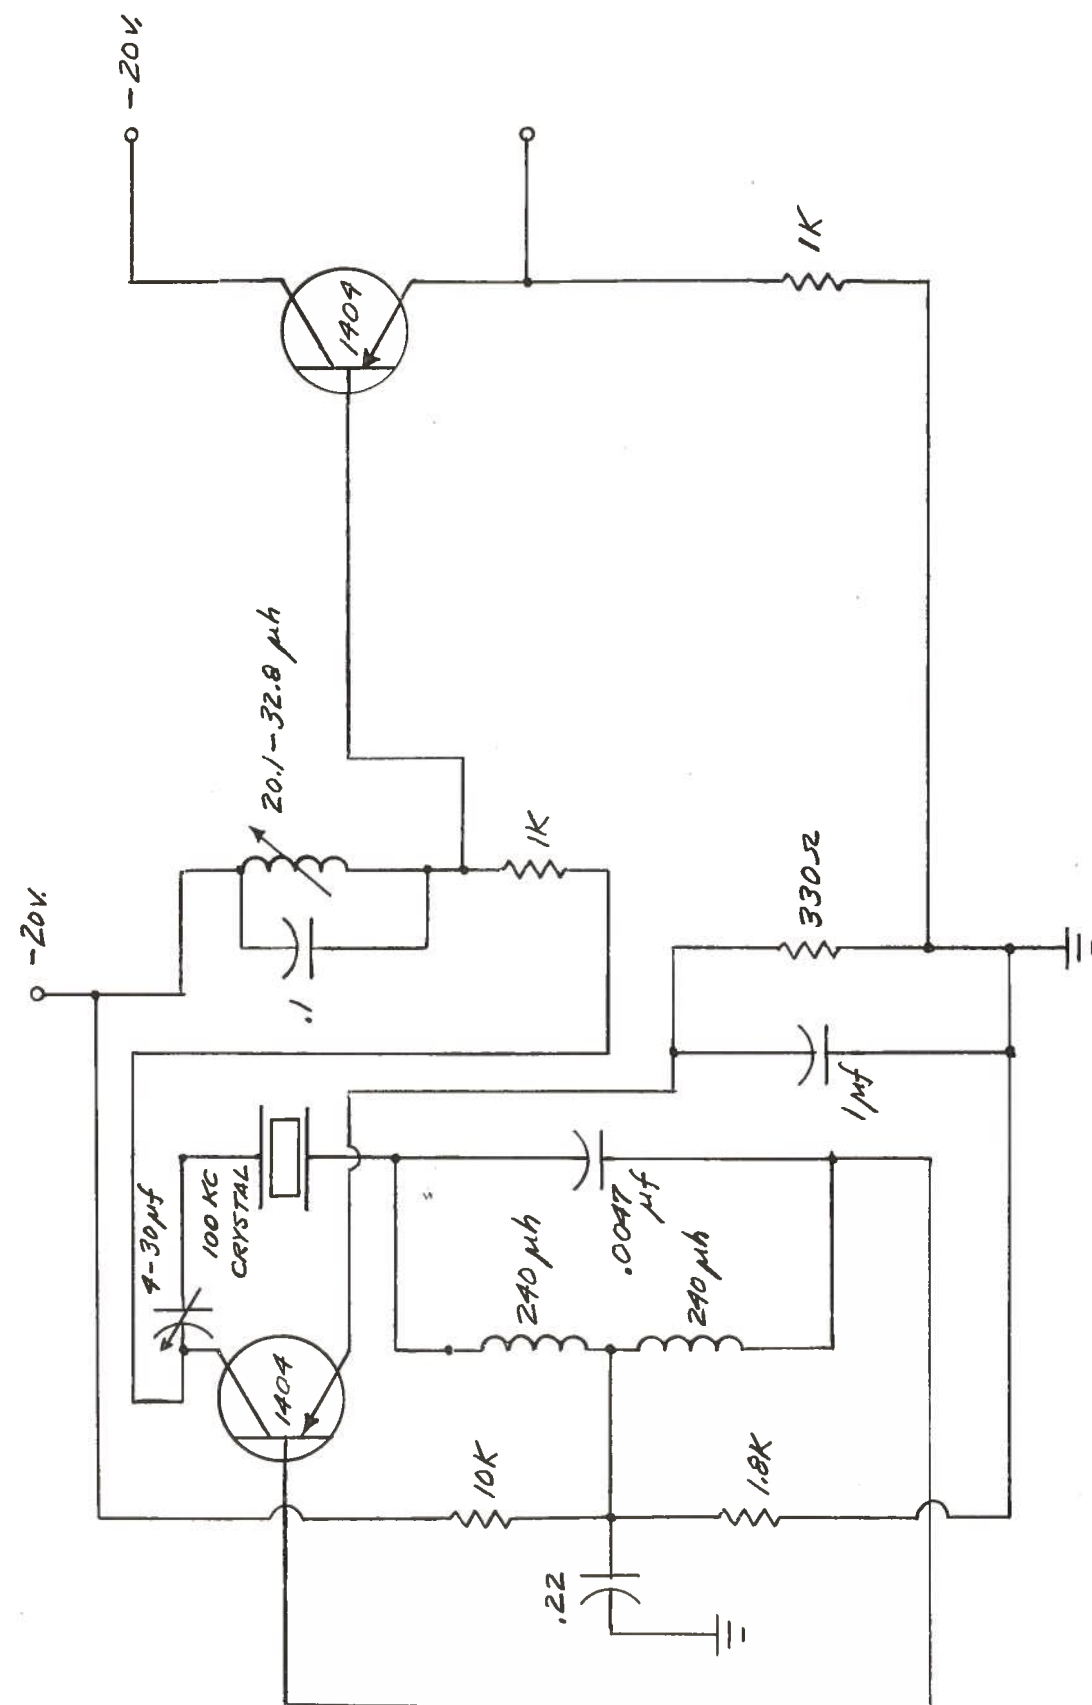 -20V.
-20V.
1404
1K
20.1-32.8 µh
1K
.1
330Ω
1µf
4-30µf
100 KC
CRYSTAL
.0047
µf
240µh
240µh
1404
10K
1.8K
.22